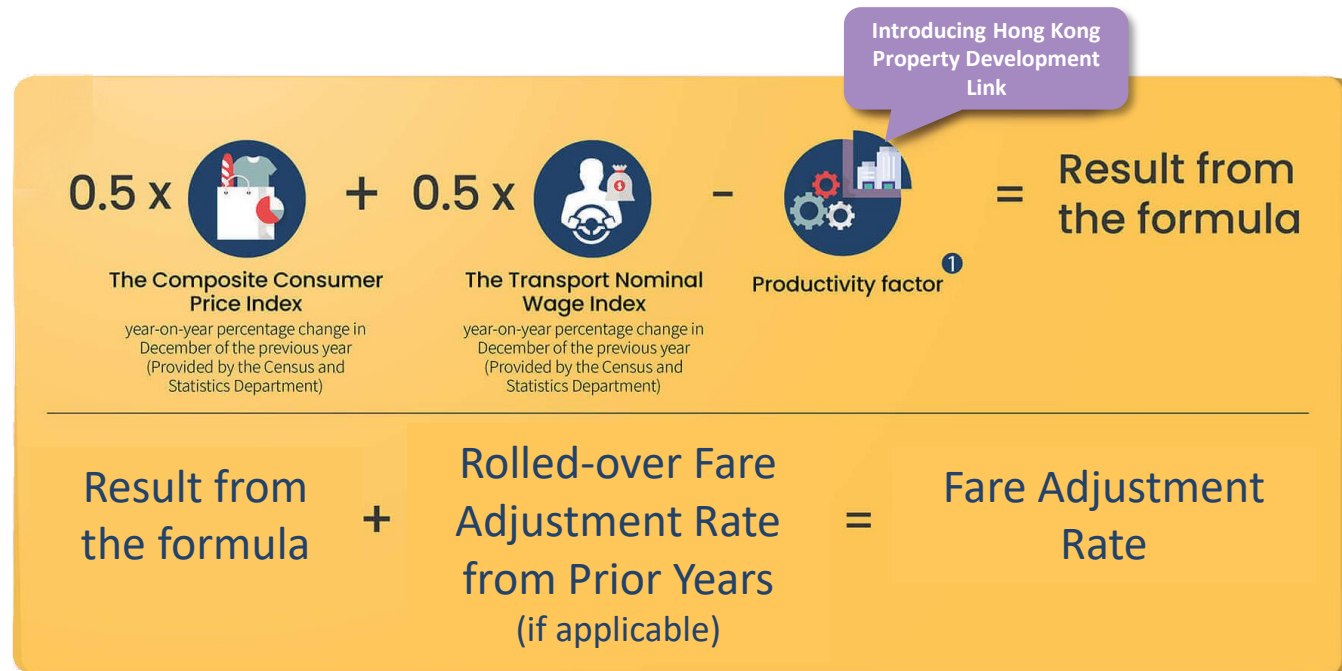 Introducing Hong Kong
Property Development
Link
0.5 x
+
0.5 x
-
=
Result from
the formula
The Composite Consumer
Price Index
year-on-year percentage change in
December of the previous year
(Provided by the Census and
Statistics Department)
The Transport Nominal
Wage Index
year-on-year percentage change in
December of the previous year
(Provided by the Census and
Statistics Department)
Productivity factor 1
Result from
the formula
+
Rolled-over Fare
Adjustment Rate
from Prior Years
(if applicable)
=
Fare Adjustment
Rate